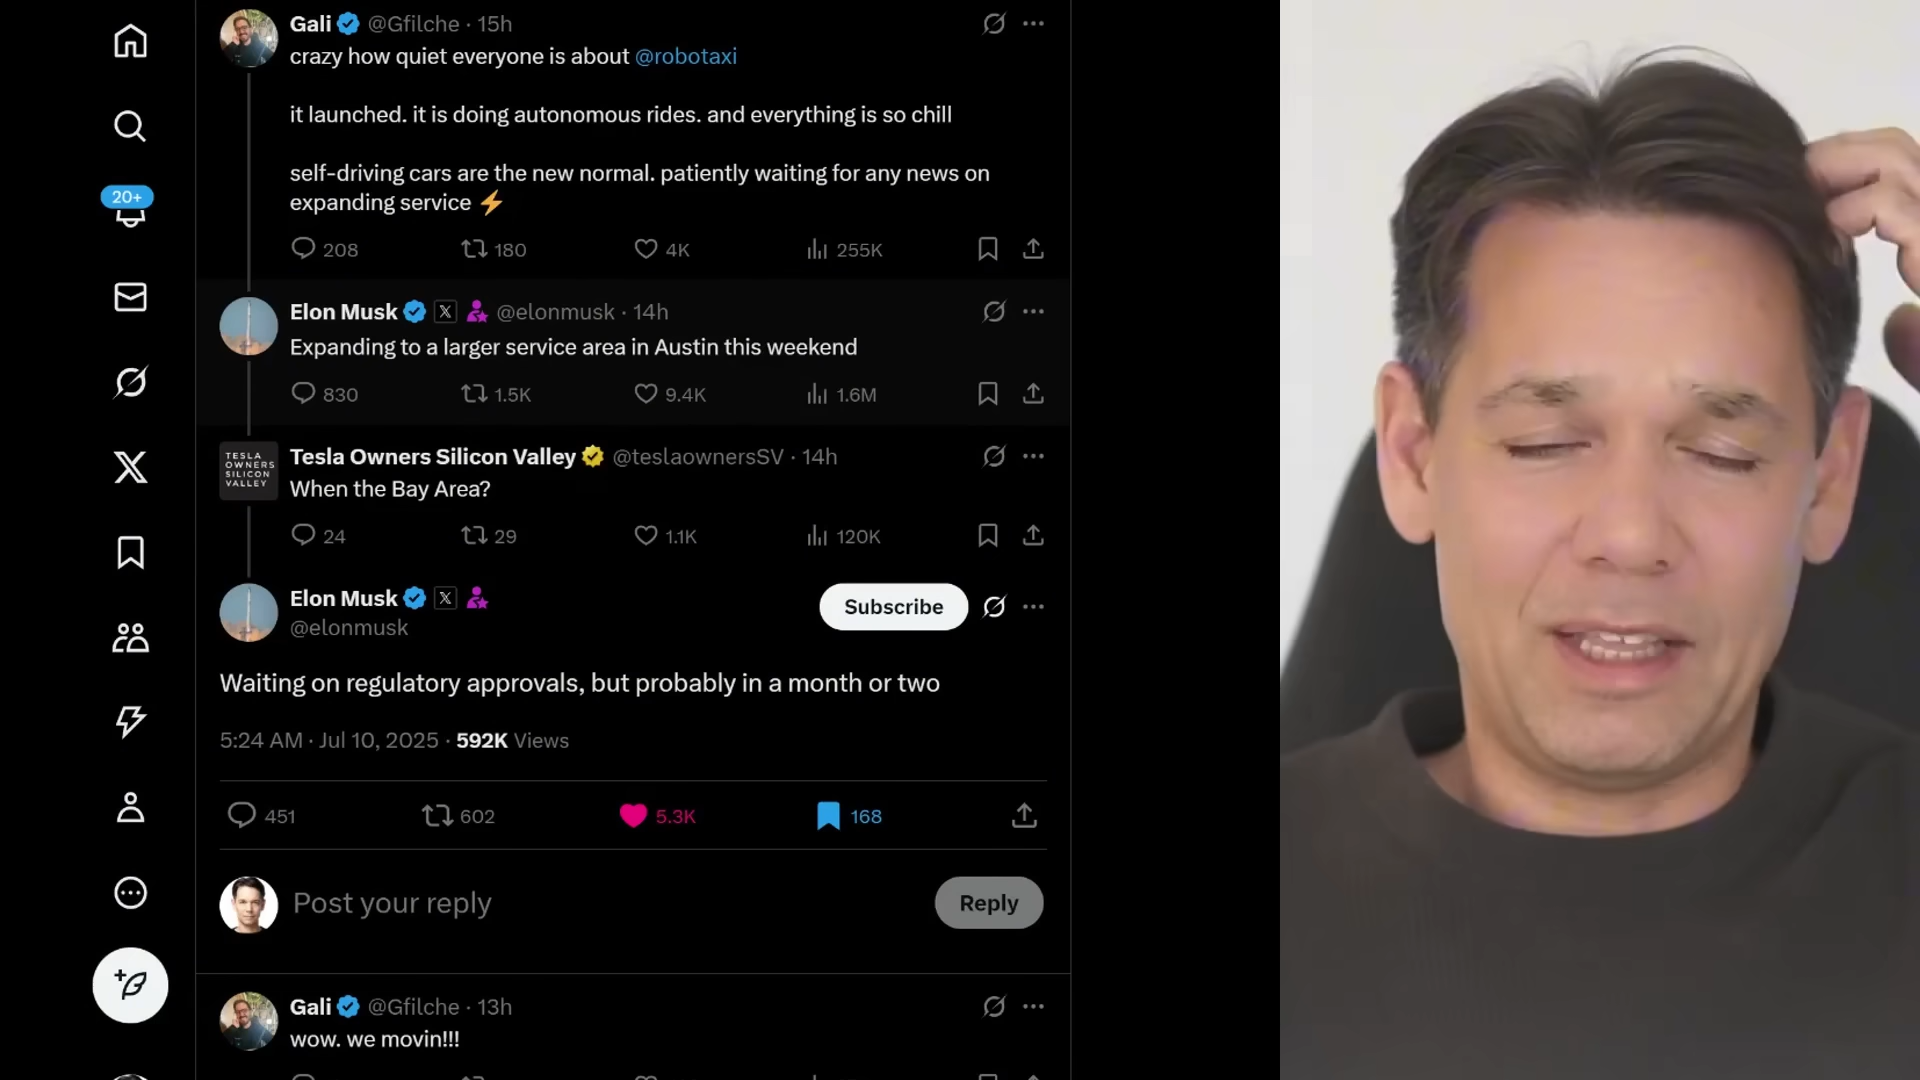 Gali @Gfilche · 15h
crazy how quiet everyone is about @robotaxi
it launched. it is doing autonomous rides. and everything is so chill
self-driving cars are the new normal. patiently waiting for any news on
expanding service ⚡
208 180 4K 255K
20+
Elon Musk @elonmusk · 14h
Expanding to a larger service area in Austin this weekend
830 1.5K 9.4K 1.6M
TESLA
OWNERS
SILICON
VALLEY
Tesla Owners Silicon Valley @teslaownersSV · 14h
When the Bay Area?
24 29 1.1K 120K
Elon Musk
@elonmusk
Subscribe
Waiting on regulatory approvals, but probably in a month or two
5:24 AM · Jul 10, 2025 · 592K Views
451 602 5.3K 168
Post your reply
Reply
Gali @Gfilche · 13h
wow. we movin!!!